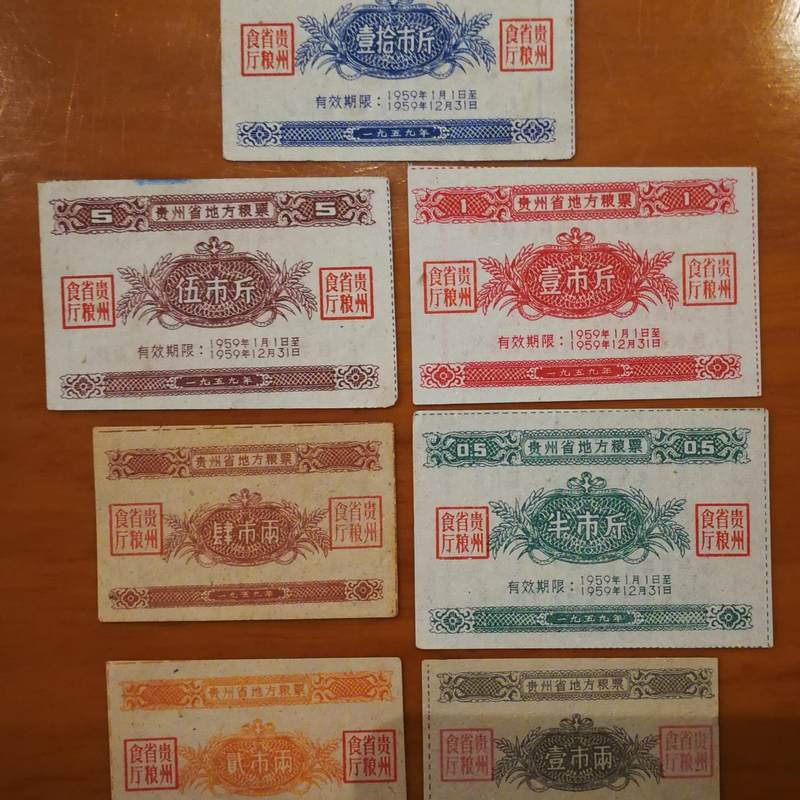 壹拾市斤
贵州省粮食厅
贵州省粮食厅
有效期限：1959年1月1日至
1959年12月31日
一九五九年
5 贵州省地方粮票 5
伍市斤
贵州省粮食厅
贵州省粮食厅
有效期限：1959年1月1日至
1959年12月31日
一九五九年
1 贵州省地方粮票 1
壹市斤
贵州省粮食厅
贵州省粮食厅
有效期限：1959年1月1日至
1959年12月31日
一九五九年
贵州省地方粮票
肆市兩
贵州省粮食厅
贵州省粮食厅
一九五九年
0.5 贵州省地方粮票 0.5
半市斤
贵州省粮食厅
贵州省粮食厅
有效期限：1959年1月1日至
1959年12月31日
一九五九年
贵州省地方粮票
贰市兩
贵州省粮食厅
贵州省粮食厅
贵州省地方粮票
壹市兩
贵州省粮食厅
贵州省粮食厅